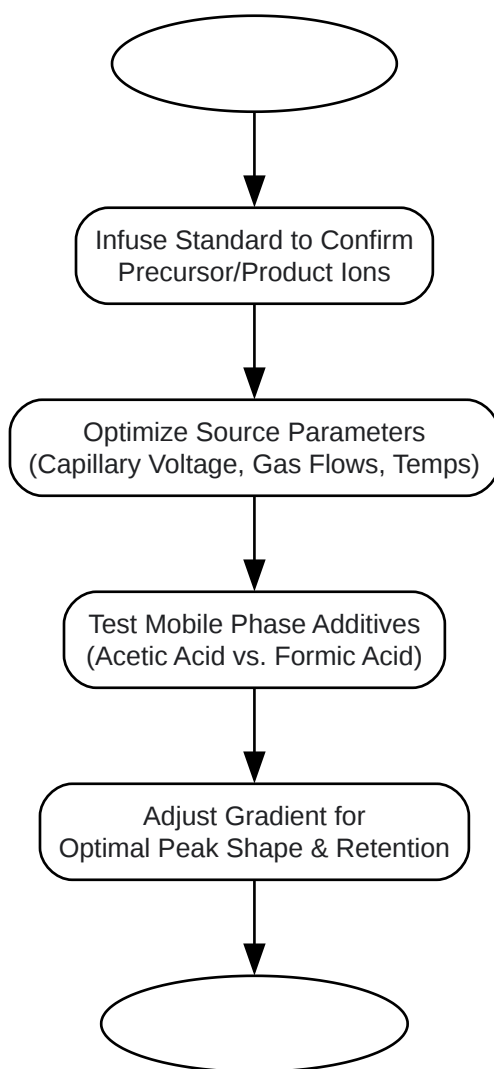 Infuse Standard to Confirm
Precursor/Product Ions
Optimize Source Parameters
(Capillary Voltage, Gas Flows, Temps)
Test Mobile Phase Additives
(Acetic Acid vs. Formic Acid)
Adjust Gradient for
Optimal Peak Shape & Retention